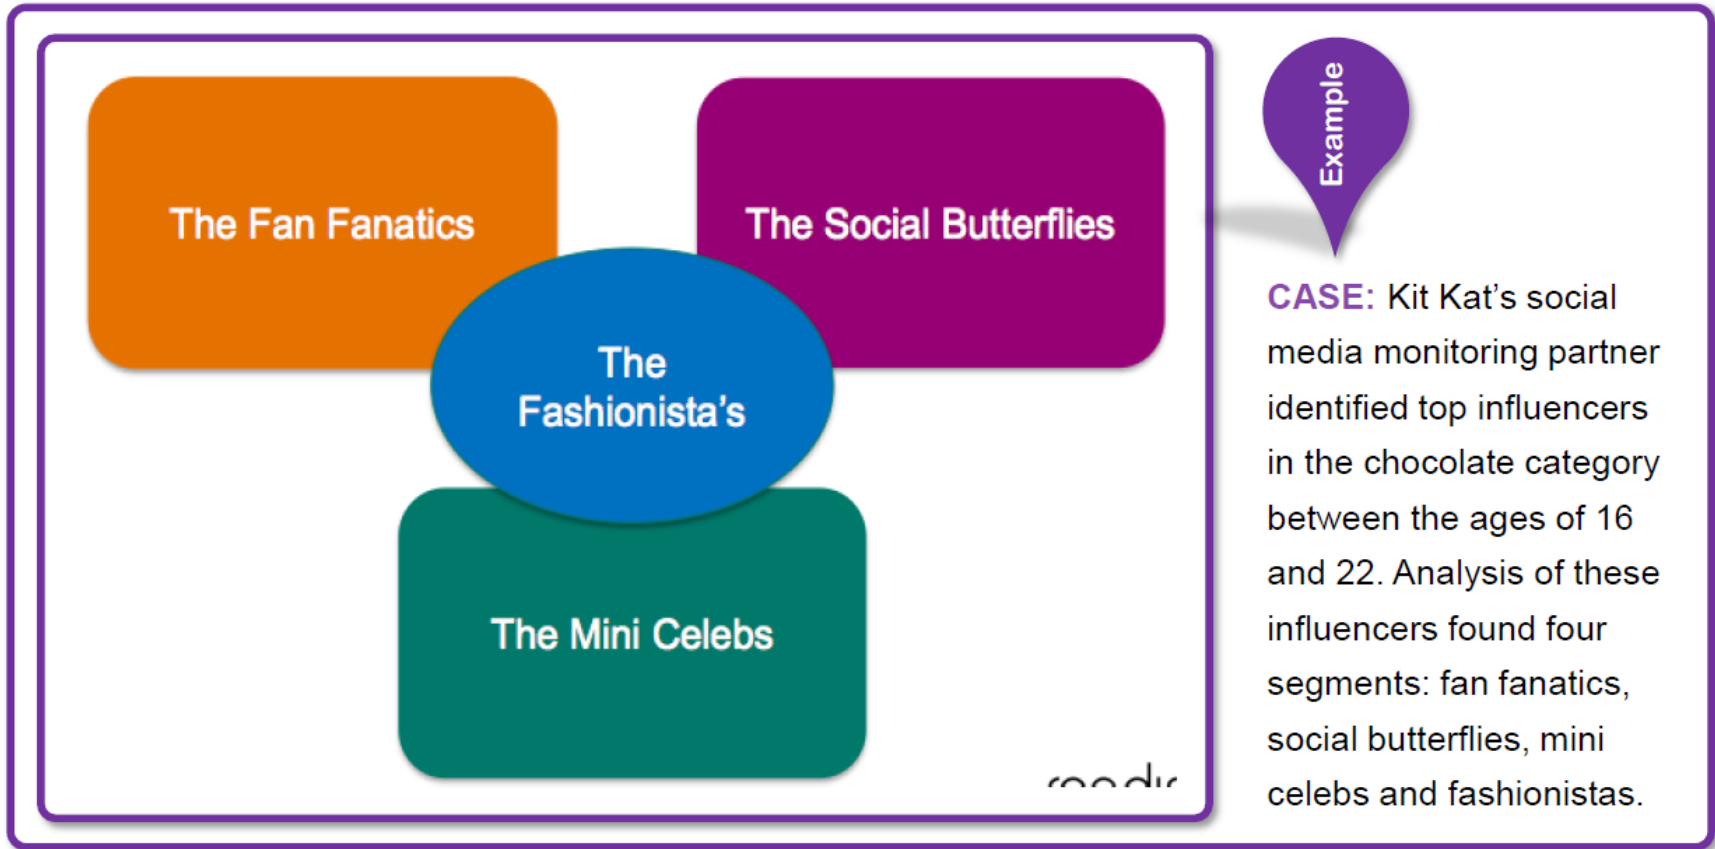 The Fan Fanatics
The Social Butterflies
The
Fashionista's
The Mini Celebs
Example
CASE: Kit Kat’s social
media monitoring partner
identified top influencers
in the chocolate category
between the ages of 16
and 22. Analysis of these
influencers found four
segments: fan fanatics,
social butterflies, mini
celebs and fashionistas.